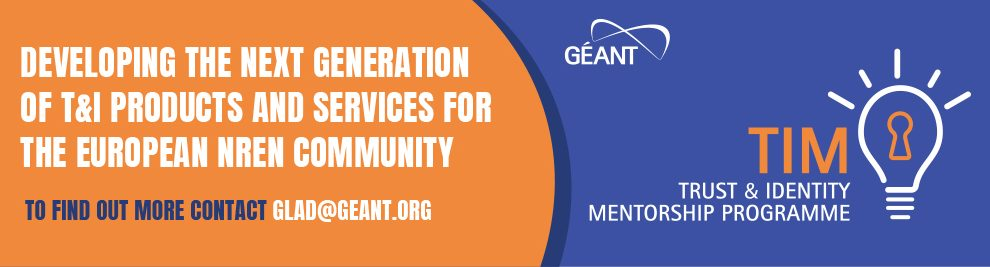 DEVELOPING THE NEXT GENERATION
OF T&I PRODUCTS AND SERVICES FOR
THE EUROPEAN NREN COMMUNITY
TO FIND OUT MORE CONTACT GLAD@GEANT.ORG
GÉANT
TIM
TRUST & IDENTITY
MENTORSHIP PROGRAMME